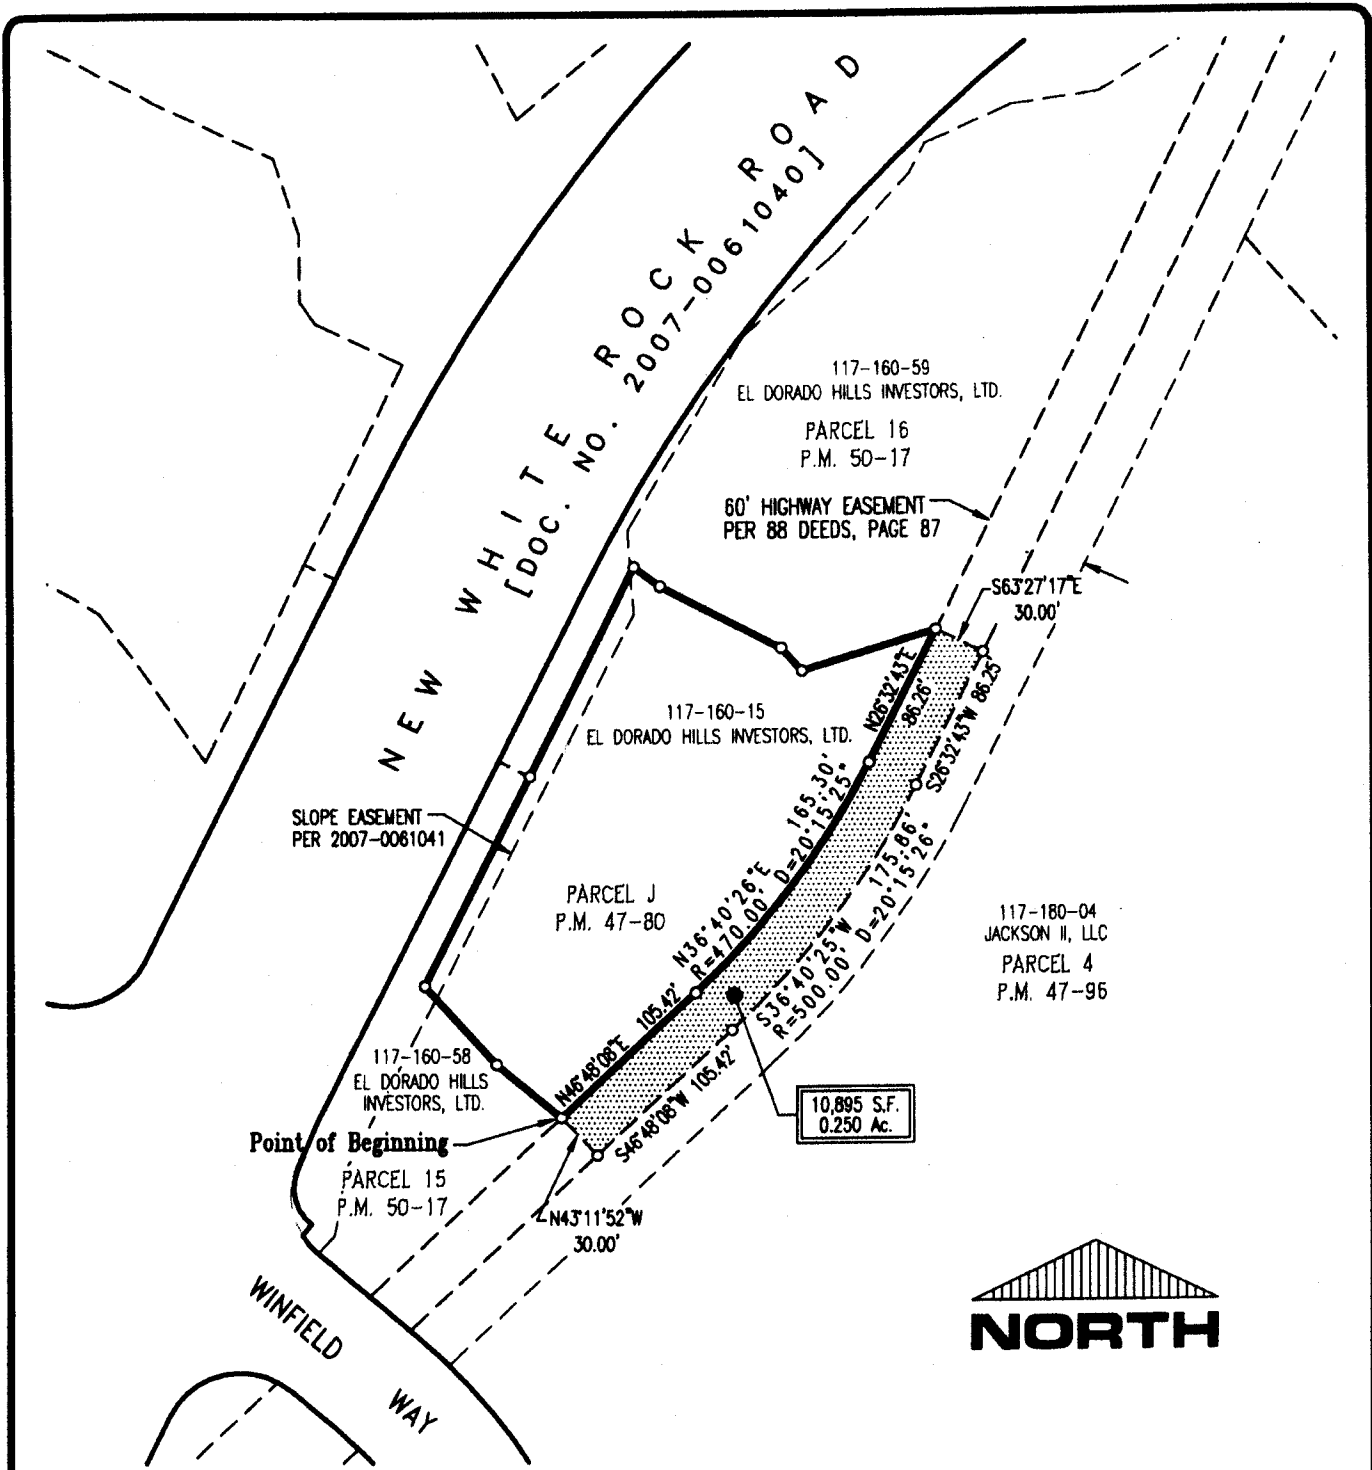 NEW WHITE ROCK ROAD
[DOC. NO. 2007-0061040]
117-160-59
EL DORADO HILLS INVESTORS, LTD.
PARCEL 16
P.M. 50-17
60' HIGHWAY EASEMENT
PER 88 DEEDS, PAGE 87
S63°27'17"E
30.00'
N26°32'43"E
86.26'
S26°32'43"W 86.25'
117-160-15
EL DORADO HILLS INVESTORS, LTD.
SLOPE EASEMENT
PER 2007-0061041
PARCEL J
P.M. 47-80
N36°40'26"E 165.30'
R=470.00' D=20°15'25"
S36°40'25"W 175.86'
R=500.00' D=20°15'26"
117-180-04
JACKSON II, LLC
PARCEL 4
P.M. 47-96
N46°48'08"E 105.42'
S46°48'08"W 105.42'
117-160-58
EL DORADO HILLS
INVESTORS, LTD.
10,895 S.F.
0.250 Ac.
Point of Beginning
PARCEL 15
P.M. 50-17
N43°11'52"W
30.00'
WINFIELD
WAY
NORTH